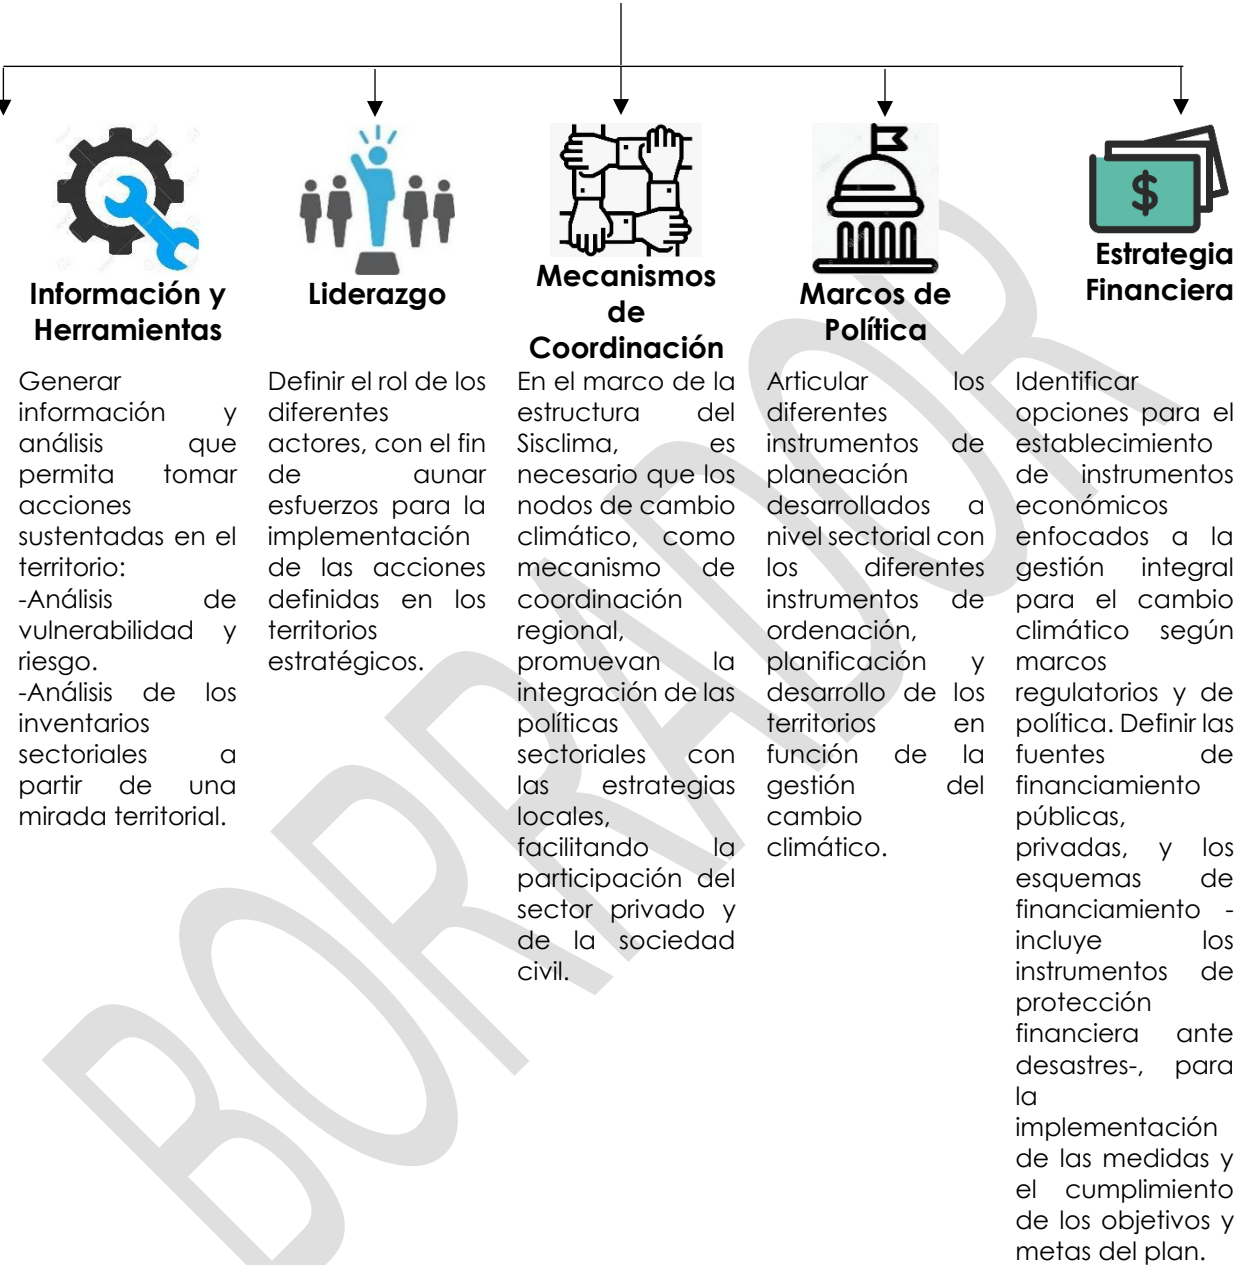 Información y
Herramientas
Generar
información y
análisis que
permita tomar
acciones
sustentadas en el
territorio:
-Análisis de
vulnerabilidad y
riesgo.
-Análisis de los
inventarios
sectoriales a
partir de una
mirada territorial.
Liderazgo
Definir el rol de los
diferentes
actores, con el fin
de aunar
esfuerzos para la
implementación
de las acciones
definidas en los
territorios
estratégicos.
Mecanismos
de
Coordinación
En el marco de la
estructura del
Sisclima, es
necesario que los
nodos de cambio
climático, como
mecanismo de
coordinación
regional,
promuevan la
integración de las
políticas
sectoriales con
las estrategias
locales,
facilitando la
participación del
sector privado y
de la sociedad
civil.
Marcos de
Política
Articular los
diferentes
instrumentos de
planeación
desarrollados a
nivel sectorial con
los diferentes
instrumentos de
ordenación,
planificación y
desarrollo de los
territorios en
función de la
gestión del
cambio
climático.
$
Estrategia
Financiera
Identificar
opciones para el
establecimiento
de instrumentos
económicos
enfocados a la
gestión integral
para el cambio
climático según
marcos
regulatorios y de
política. Definir las
fuentes de
financiamiento
públicas,
privadas, y los
esquemas de
financiamiento -
incluye los
instrumentos de
protección
financiera ante
desastres-, para
la
implementación
de las medidas y
el cumplimiento
de los objetivos y
metas del plan.
BORRADOR